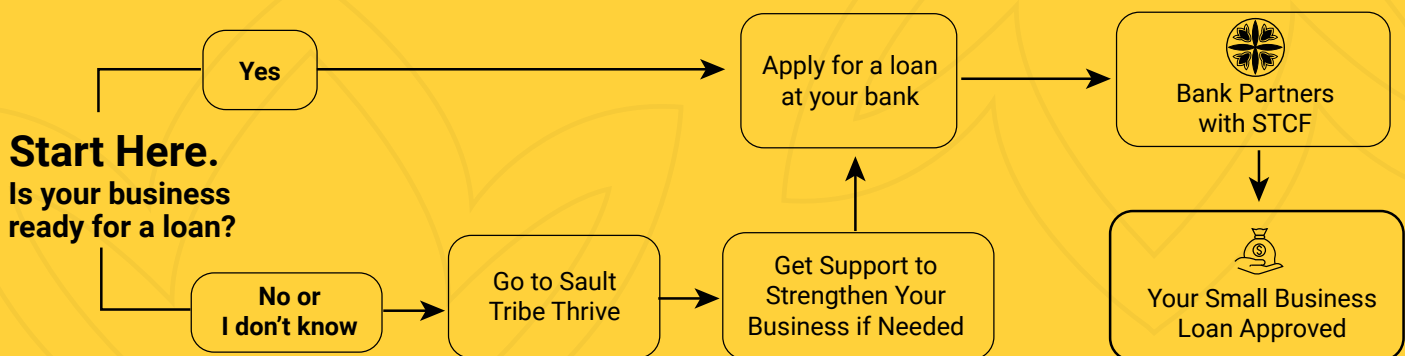 Start Here.
Is your business
ready for a loan?
Yes
Apply for a loan
at your bank
Bank Partners
with STCF
Your Small Business
Loan Approved
No or
I don't know
Go to Sault
Tribe Thrive
Get Support to
Strengthen Your
Business if Needed